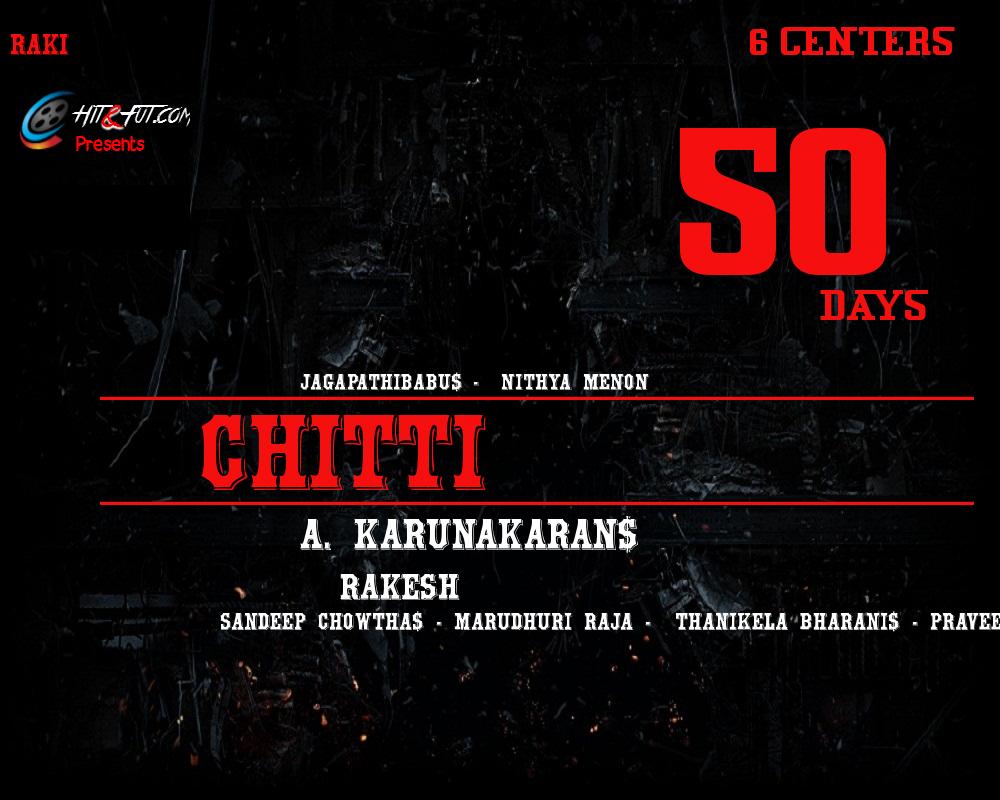 RAKI
6 CENTERS
HIT&FUT.COM
Presents
50
DAYS
JAGAPATHIBABU$ - NITHYA MENON
CHITTI
A. KARUNAKARAN$
RAKESH
SANDEEP CHOWTHA$ - MARUDHURI RAJA - THANIKELA BHARANI$ - PRAVEE